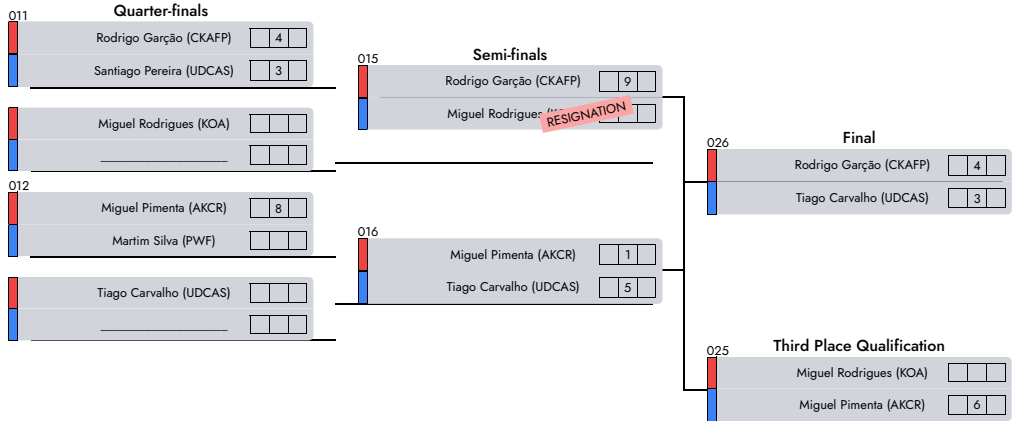 Quarter-finals
011
Rodrigo Garção (CKAFP) 4
Santiago Pereira (UDCAS) 3
Miguel Rodrigues (KOA)
____________________
012
Miguel Pimenta (AKCR) 8
Martim Silva (PWF)
Tiago Carvalho (UDCAS)
____________________
Semi-finals
015
Rodrigo Garção (CKAFP) 9
Miguel Rodrigues
RESIGNATION
016
Miguel Pimenta (AKCR) 1
Tiago Carvalho (UDCAS) 5
Final
026
Rodrigo Garção (CKAFP) 4
Tiago Carvalho (UDCAS) 3
Third Place Qualification
025
Miguel Rodrigues (KOA)
Miguel Pimenta (AKCR) 6